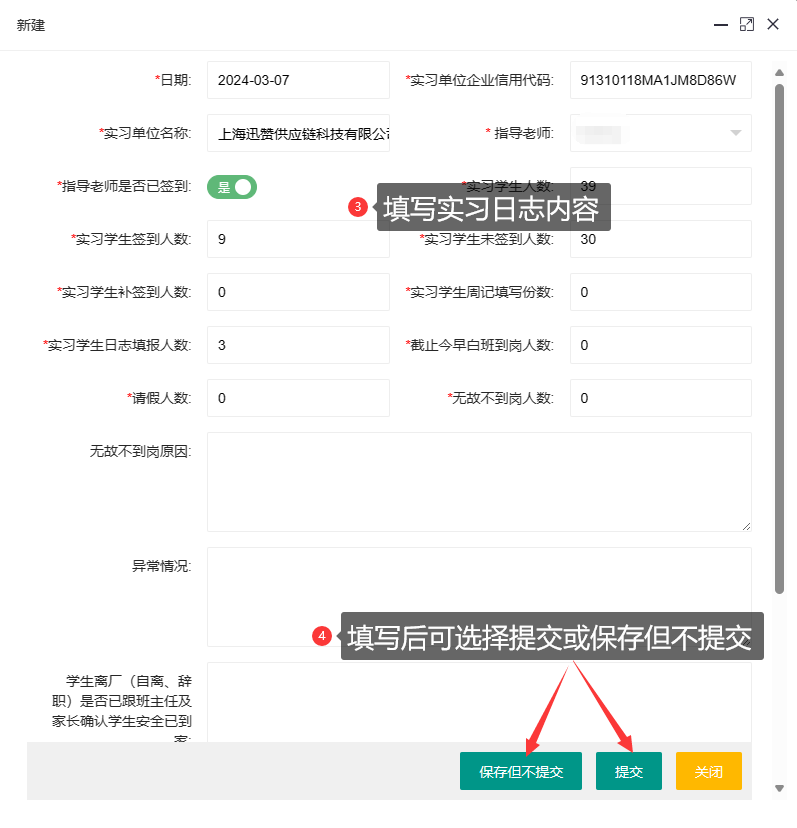 新建
*日期: 2024-03-07 *实习单位企业信用代码: 91310118MA1JM8D86W
*实习单位名称: 上海迅赞供应链科技有限公司 * 指导老师:
*指导老师是否已签到: 是 *实习学生人数: 39
3 填写实习日志内容
*实习学生签到人数: 9 *实习学生未签到人数: 30
*实习学生补签到人数: 0 *实习学生周记填写份数: 0
*实习学生日志填报人数: 3 *截止今早白班到岗人数: 0
*请假人数: 0 *无故不到岗人数: 0
无故不到岗原因:
异常情况:
4 填写后可选择提交或保存但不提交
学生离厂（自离、辞
职）是否已跟班主任及
家长确认学生安全已到
家:
保存但不提交 提交 关闭